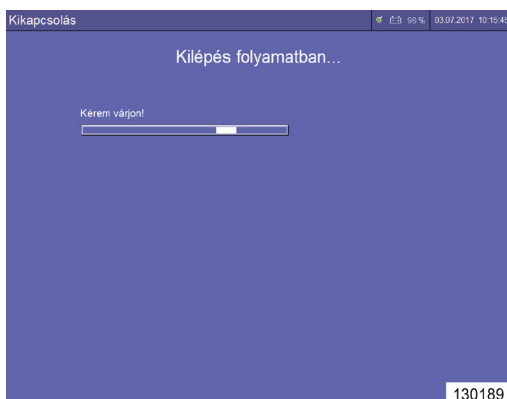 Kikapcsolás 96 % 03.07.2017 10:15:45
Kilépés folyamatban...
Kérem várjon!
130189